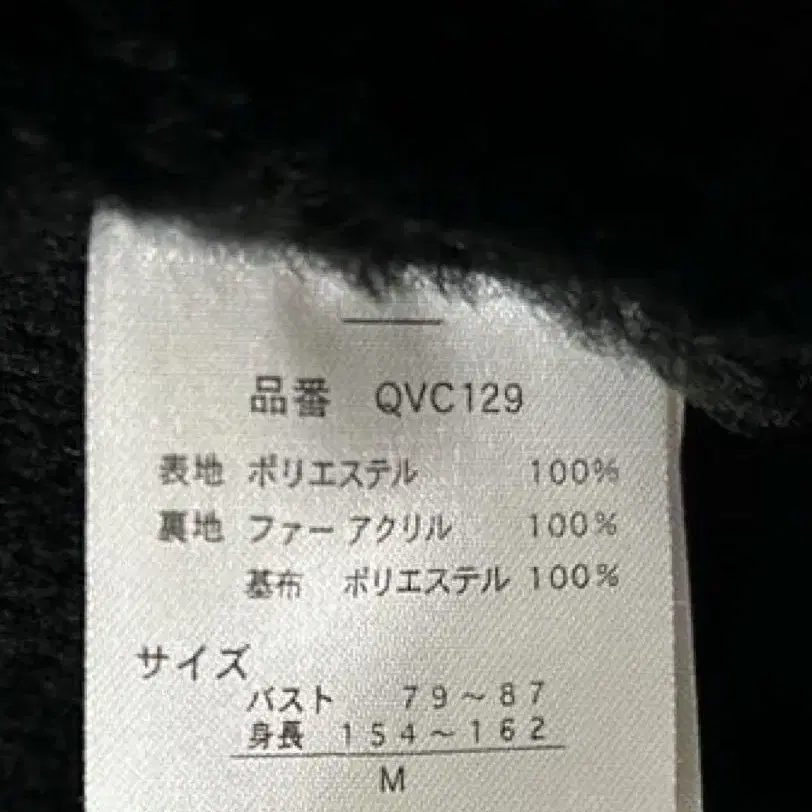 品番 QVC129
表地 ポリエステル 100%
裏地 ファー アクリル 100%
基布 ポリエステル 100%
サイズ
バスト 79～87
身長 154～162
M